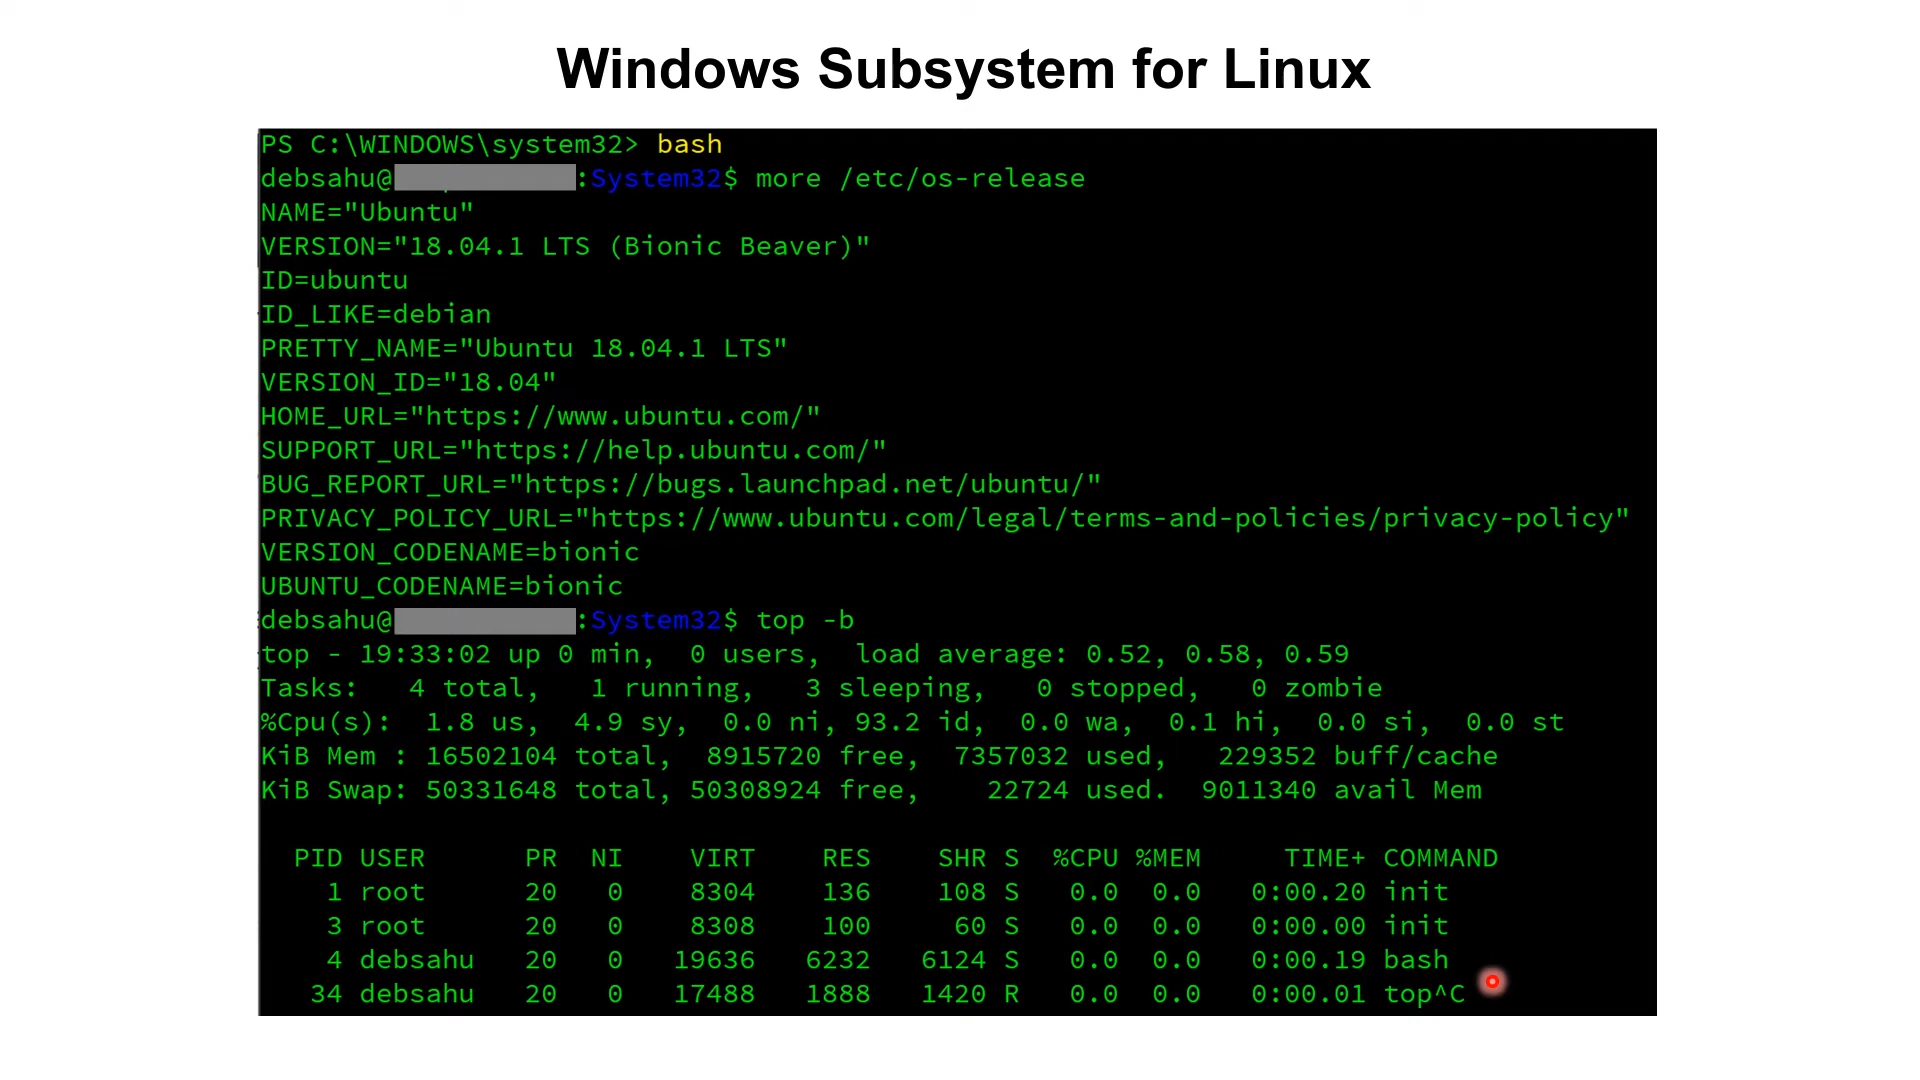 Windows Subsystem for Linux
PS C:\WINDOWS\system32> bash
debsahu@ :System32$ more /etc/os-release
NAME="Ubuntu"
VERSION="18.04.1 LTS (Bionic Beaver)"
ID=ubuntu
ID_LIKE=debian
PRETTY_NAME="Ubuntu 18.04.1 LTS"
VERSION_ID="18.04"
HOME_URL="https://www.ubuntu.com/"
SUPPORT_URL="https://help.ubuntu.com/"
BUG_REPORT_URL="https://bugs.launchpad.net/ubuntu/"
PRIVACY_POLICY_URL="https://www.ubuntu.com/legal/terms-and-policies/privacy-policy"
VERSION_CODENAME=bionic
UBUNTU_CODENAME=bionic
debsahu@ :System32$ top -b
top - 19:33:02 up 0 min,  0 users,  load average: 0.52, 0.58, 0.59
Tasks:   4 total,   1 running,   3 sleeping,   0 stopped,   0 zombie
%Cpu(s):  1.8 us,  4.9 sy,  0.0 ni, 93.2 id,  0.0 wa,  0.1 hi,  0.0 si,  0.0 st
KiB Mem : 16502104 total,  8915720 free,  7357032 used,   229352 buff/cache
KiB Swap: 50331648 total, 50308924 free,    22724 used.  9011340 avail Mem
PID USER      PR  NI    VIRT    RES    SHR S  %CPU %MEM     TIME+ COMMAND
1 root      20   0    8304    136    108 S   0.0  0.0   0:00.20 init
3 root      20   0    8308    100     60 S   0.0  0.0   0:00.00 init
4 debsahu   20   0   19636   6232   6124 S   0.0  0.0   0:00.19 bash
34 debsahu   20   0   17488   1888   1420 R   0.0  0.0   0:00.01 top^C